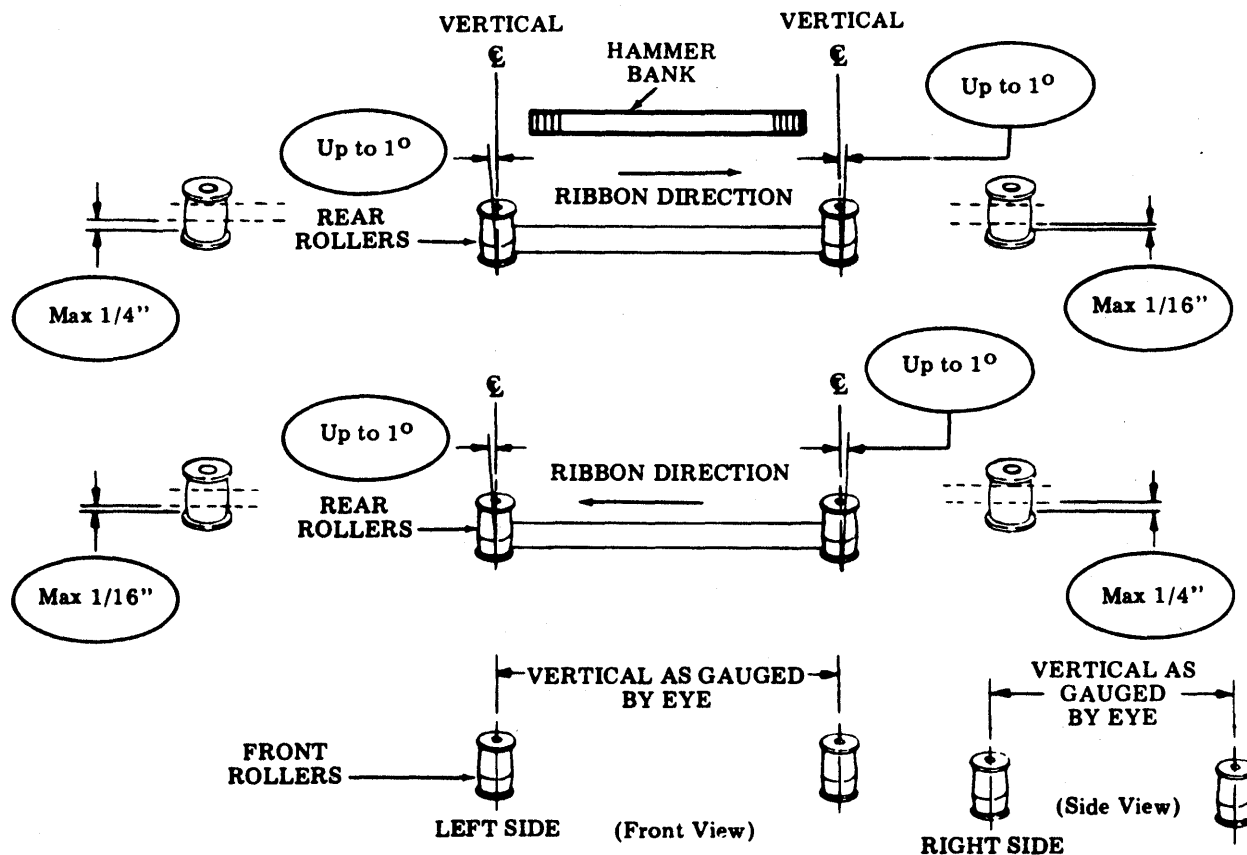 VERTICAL
VERTICAL
℄
℄
HAMMER
BANK
Up to 1°
Up to 1°
RIBBON DIRECTION
REAR
ROLLERS
Max 1/4”
Max 1/16”
Up to 1°
℄
℄
Up to 1°
RIBBON DIRECTION
REAR
ROLLERS
Max 1/16”
Max 1/4”
VERTICAL AS GAUGED
BY EYE
VERTICAL AS
GAUGED
BY EYE
FRONT
ROLLERS
LEFT SIDE
(Front View)
(Side View)
RIGHT SIDE